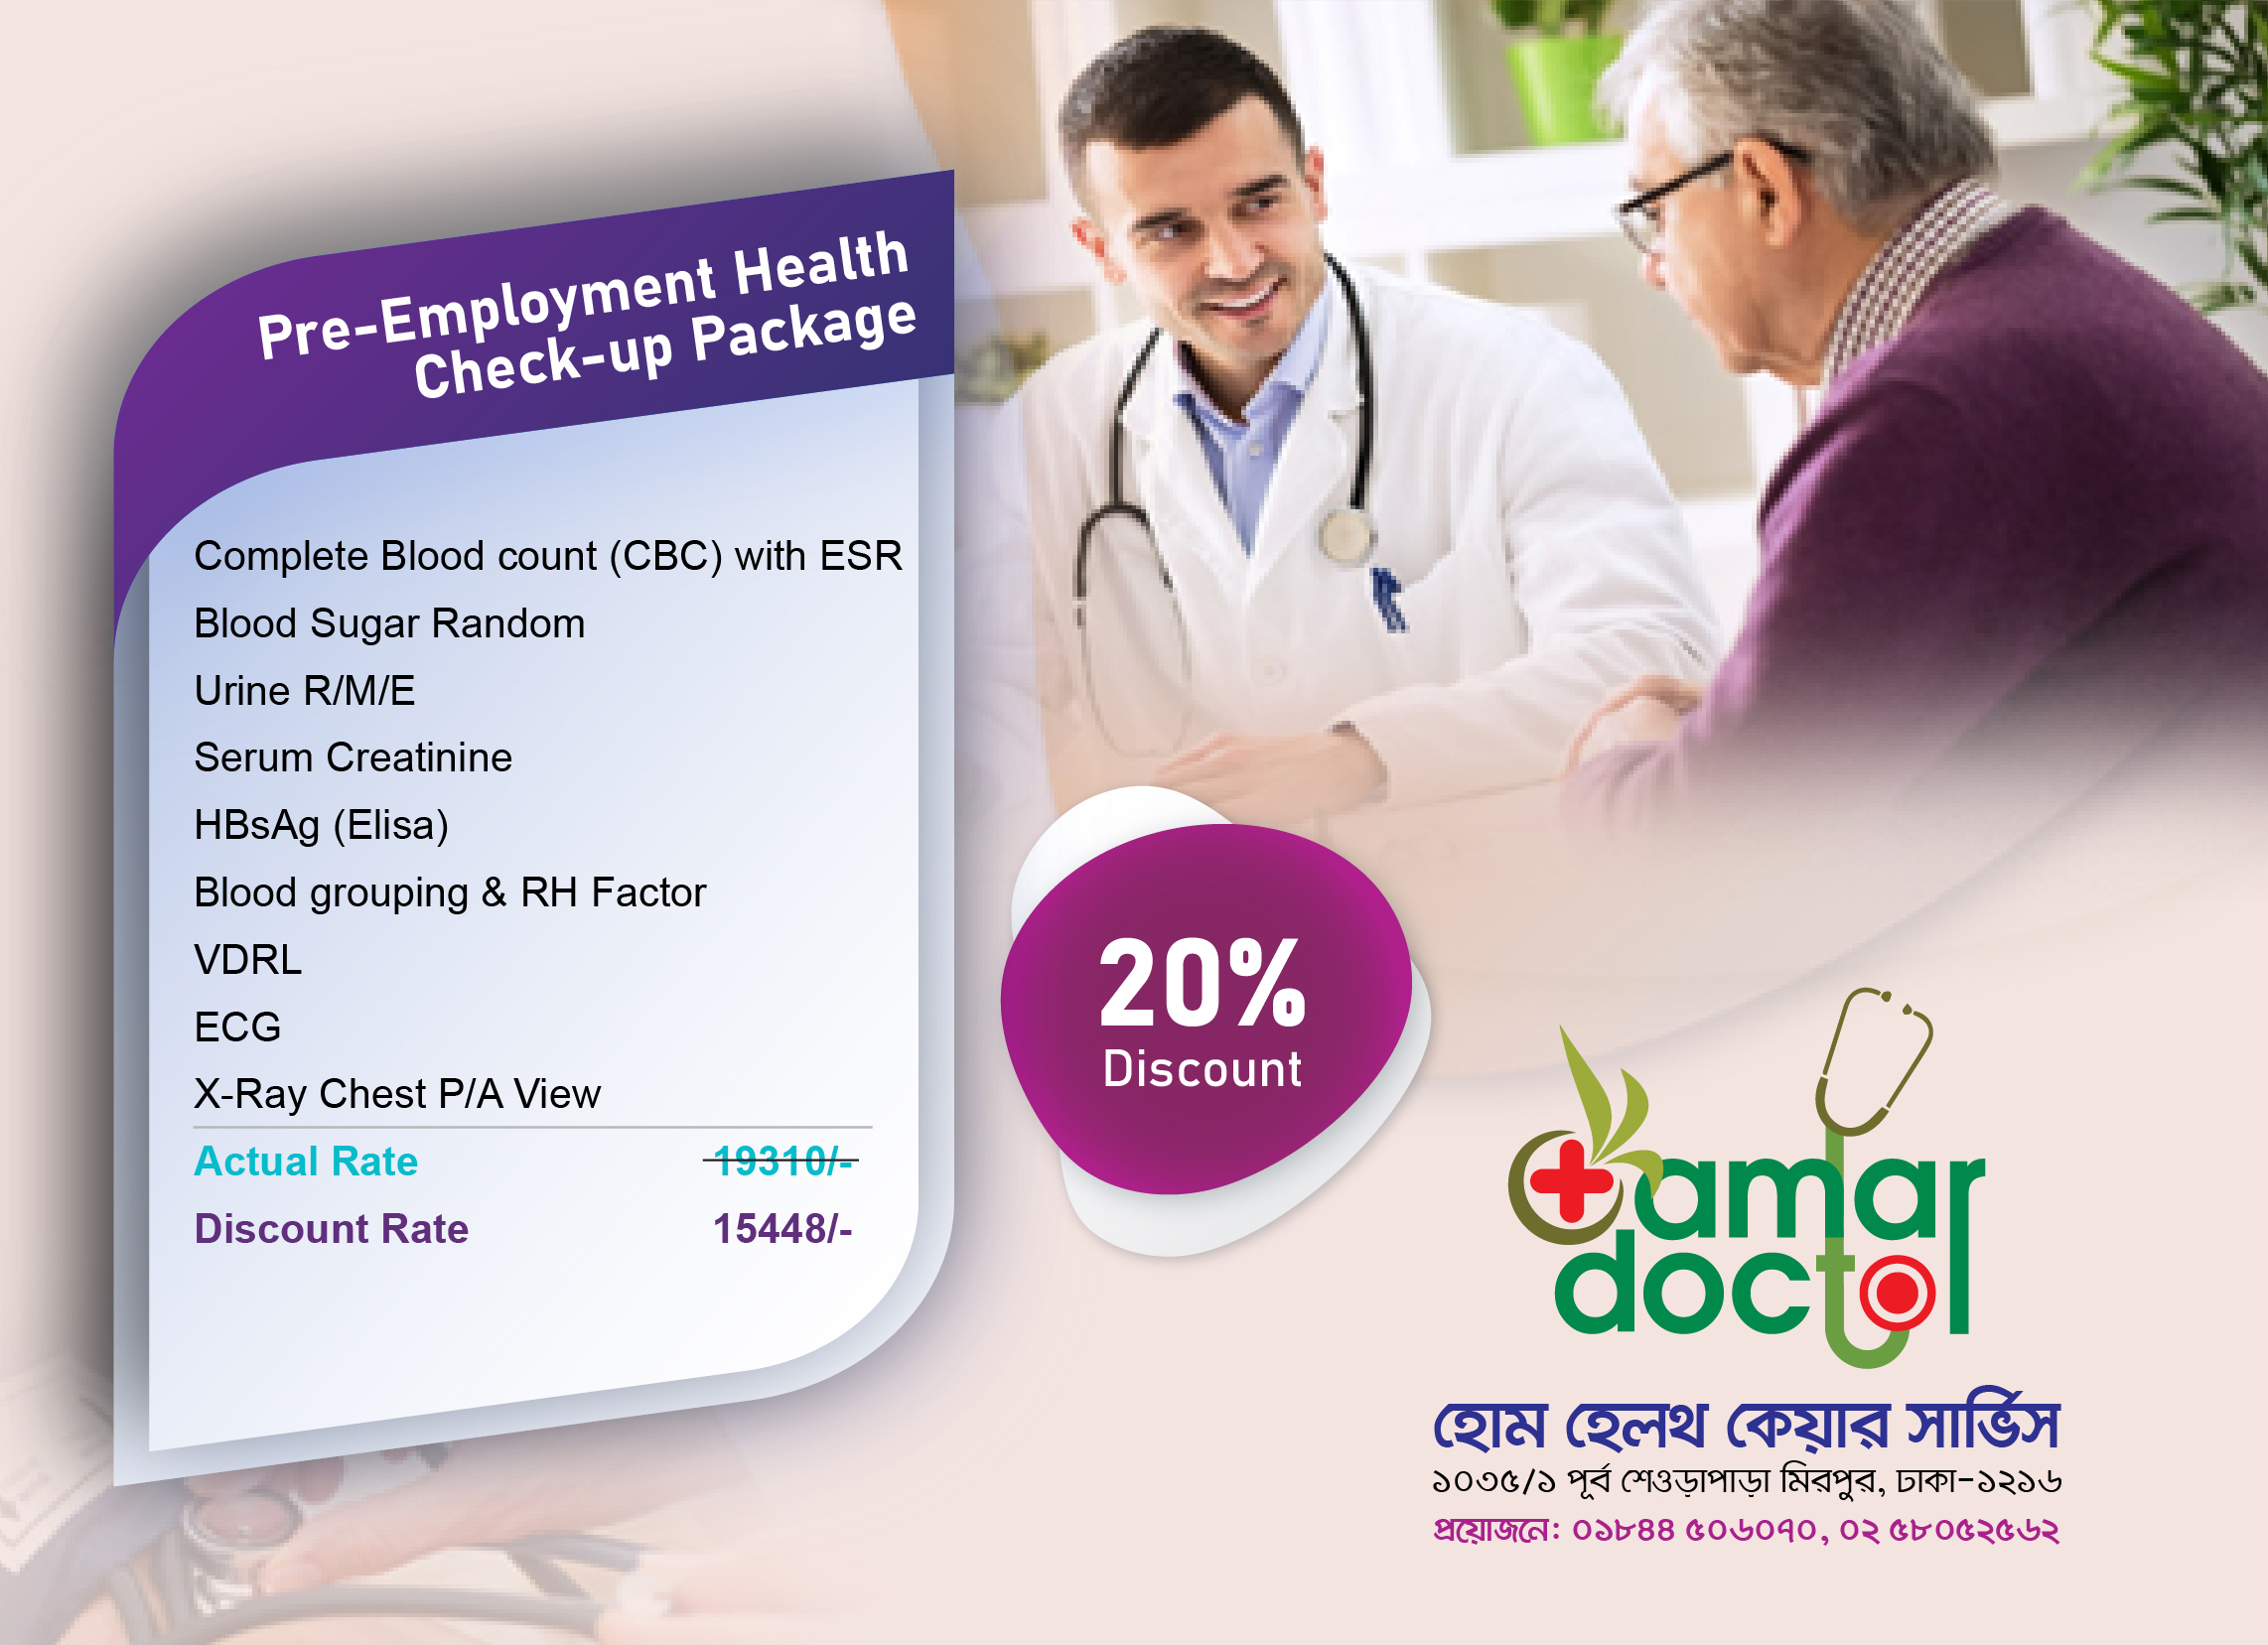 Pre-Employment Health
Check-up Package
Complete Blood count (CBC) with ESR
Blood Sugar Random
Urine R/M/E
Serum Creatinine
HBsAg (Elisa)
Blood grouping & RH Factor
VDRL
ECG
X-Ray Chest P/A View
Actual Rate 19310/-
Discount Rate 15448/-
20%
Discount
amar
doctor
হোম হেলথ কেয়ার সার্ভিস
১০৩৫/১ পূর্ব শেওড়াপাড়া মিরপুর, ঢাকা-১২১৬
প্রয়োজনে: ০১৮৪৪ ৫০৬০৭০, ০২ ৫৮০৫২৫৬২